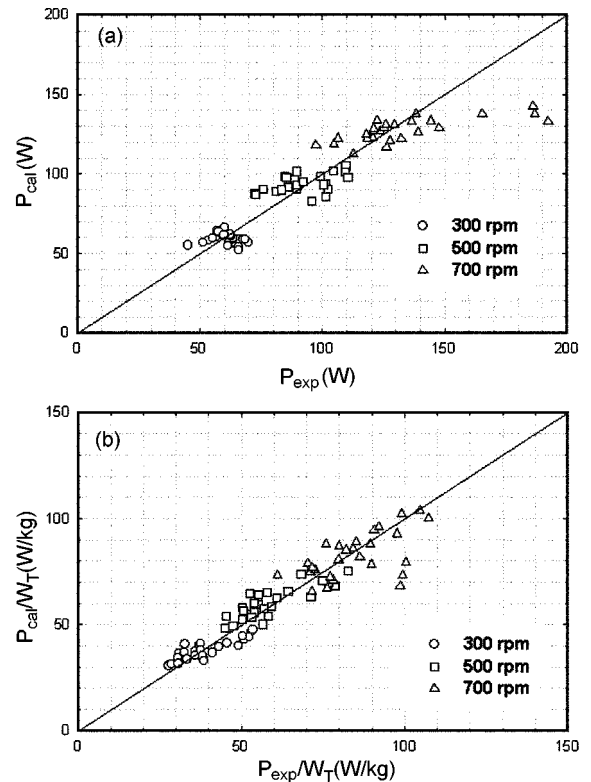 200
(a)
150
P_cal(W)
100
300 rpm
500 rpm
50
700 rpm
0
0 50 100 150 200
P_exp(W)
150
(b)
100
P_cal/W_T(W/kg)
50
300 rpm
500 rpm
700 rpm
0
0 50 100 150
P_exp/W_T(W/kg)